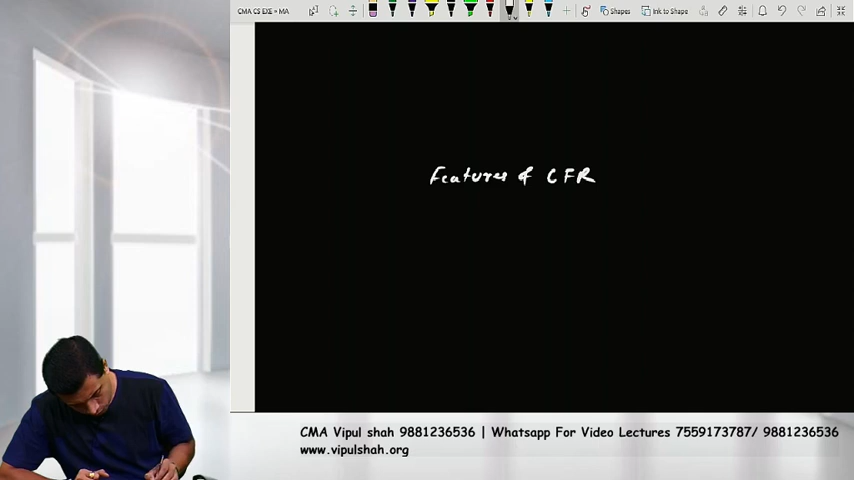 CMA CS EXE = MA
Shapes
Ink to Shape
Features of CFR
CMA Vipul shah 9881236536 | Whatsapp For Video Lectures 7559173787/ 9881236536
www.vipulshah.org